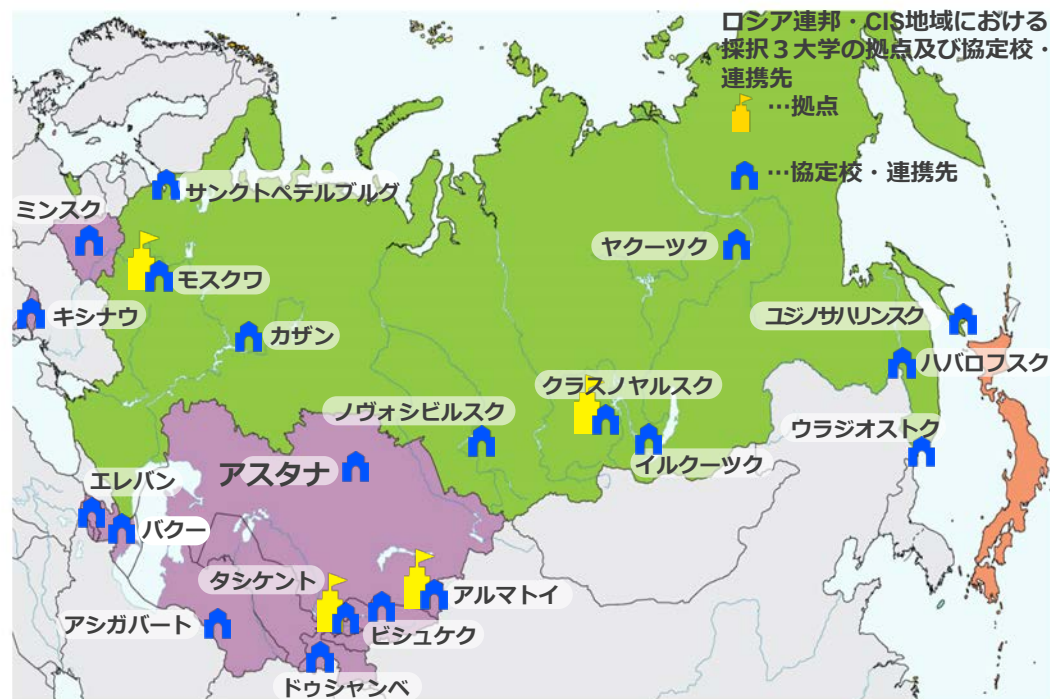 ロシア連邦・CIS地域における
採択３大学の拠点及び協定校・
連携先
…拠点
…協定校・連携先
サンクトペテルブルグ
ミンスク
ヤクーツク
モスクワ
キシナウ
ユジノサハリンスク
カザン
ハバロフスク
クラスノヤルスク
ノヴォシビルスク
ウラジオストク
イルクーツク
アスタナ
エレバン
バクー
タシケント
アルマトイ
アシガバート
ビシュケク
ドゥシャンベ